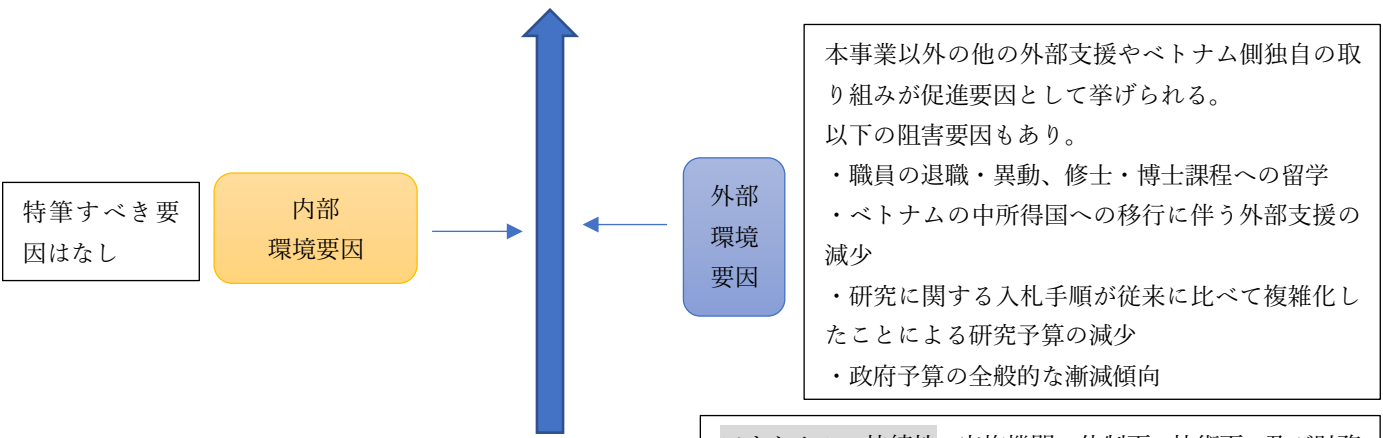 本事業以外の他の外部支援やベトナム側独自の取
り組みが促進要因として挙げられる。
以下の阻害要因もあり。
・職員の退職・異動、修士・博士課程への留学
・ベトナムの中所得国への移行に伴う外部支援の
減少
・研究に関する入札手順が従来に比べて複雑化し
たことによる研究予算の減少
・政府予算の全般的な漸減傾向
特筆すべき要
因はなし
内部
環境要因
外部
環境
要因